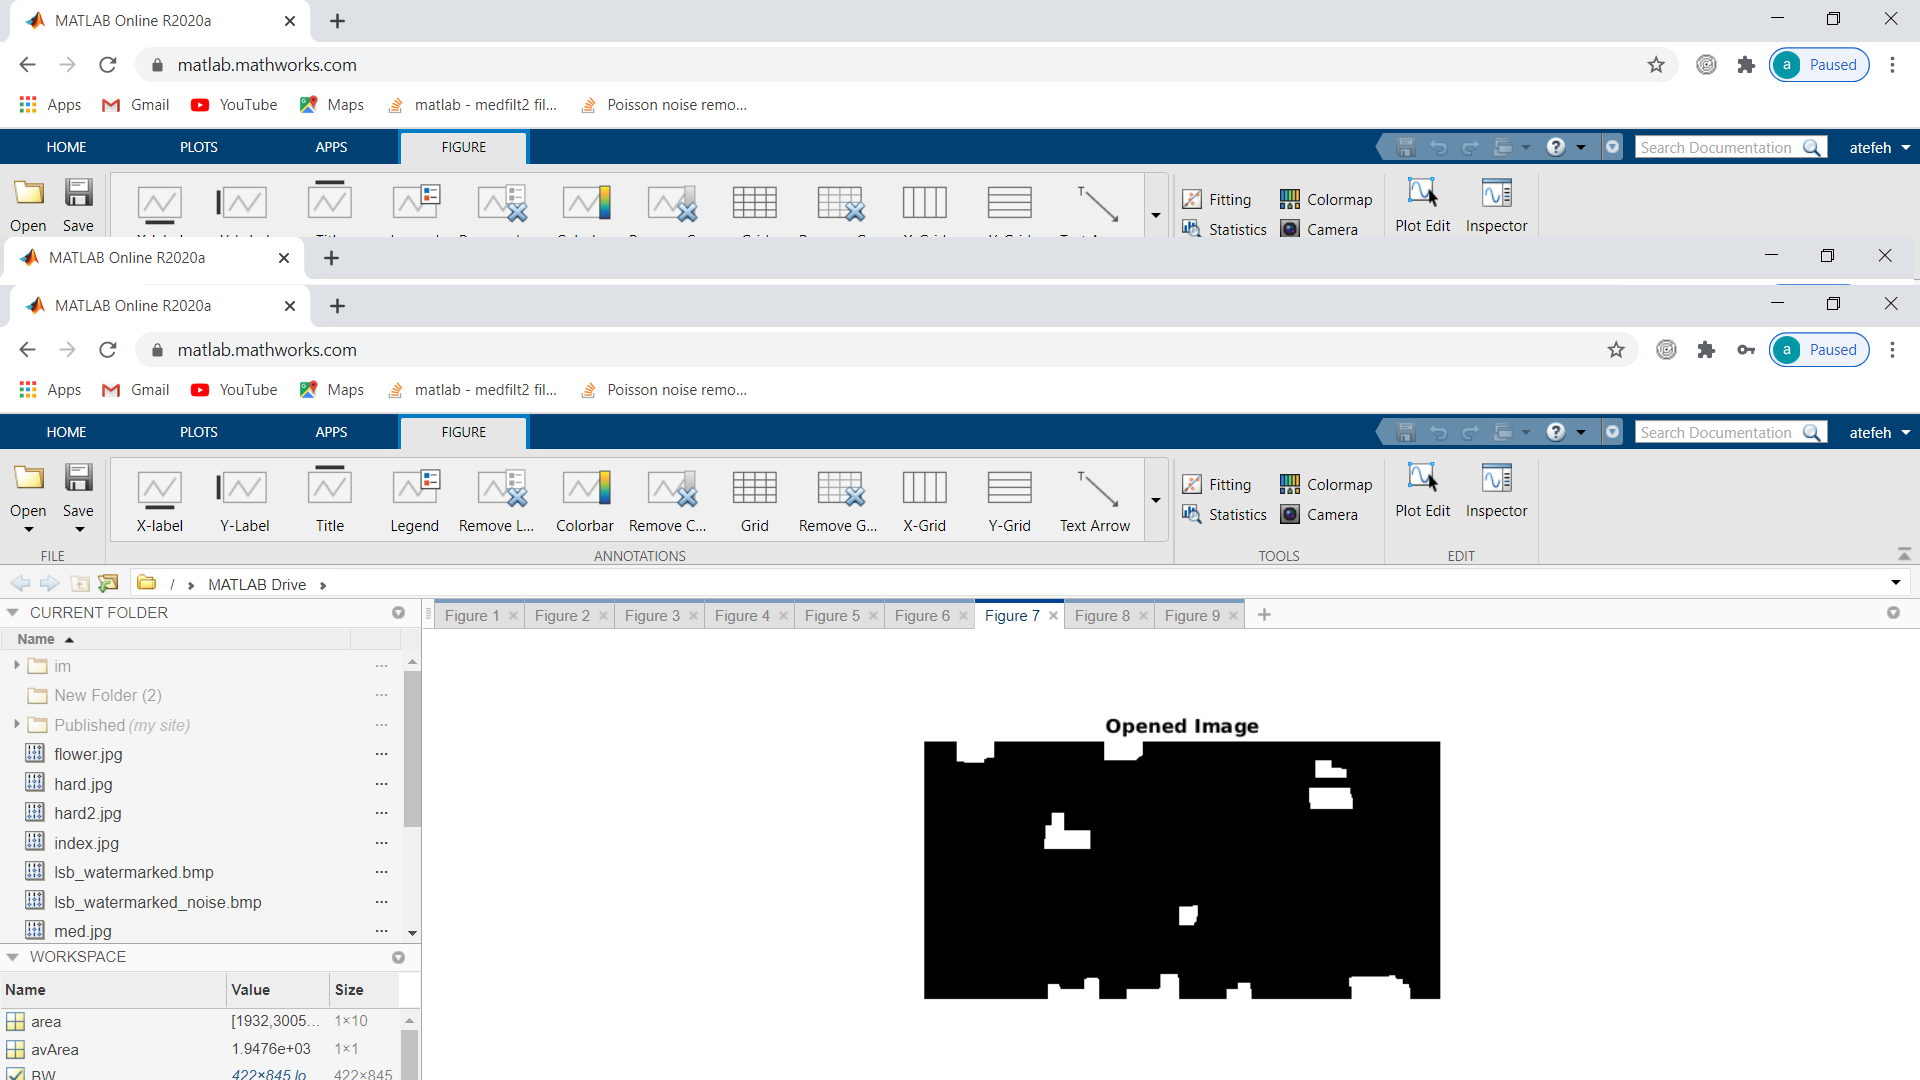 MATLAB Online R2020a
matlab.mathworks.com
a Paused
Apps Gmail YouTube Maps matlab - medfilt2 fil... Poisson noise remo...
HOME PLOTS APPS FIGURE Search Documentation atefeh
Fitting Colormap
Open Save Statistics Camera Plot Edit Inspector
MATLAB Online R2020a
MATLAB Online R2020a
matlab.mathworks.com
a Paused
Apps Gmail YouTube Maps matlab - medfilt2 fil... Poisson noise remo...
HOME PLOTS APPS FIGURE Search Documentation atefeh
Fitting Colormap
Open Save Statistics Camera Plot Edit Inspector
X-label Y-Label Title Legend Remove L... Colorbar Remove C... Grid Remove G... X-Grid Y-Grid Text Arrow
FILE ANNOTATIONS TOOLS EDIT
/ MATLAB Drive
CURRENT FOLDER
Figure 1 Figure 2 Figure 3 Figure 4 Figure 5 Figure 6 Figure 7 Figure 8 Figure 9
Name
im
New Folder (2)
Published (my site)
flower.jpg
hard.jpg
hard2.jpg
index.jpg
lsb_watermarked.bmp
lsb_watermarked_noise.bmp
med.jpg
Opened Image
WORKSPACE
Name Value Size
area [1932,3005... 1×10
avArea 1.9476e+03 1×1
BW 422×845 lo 422×845